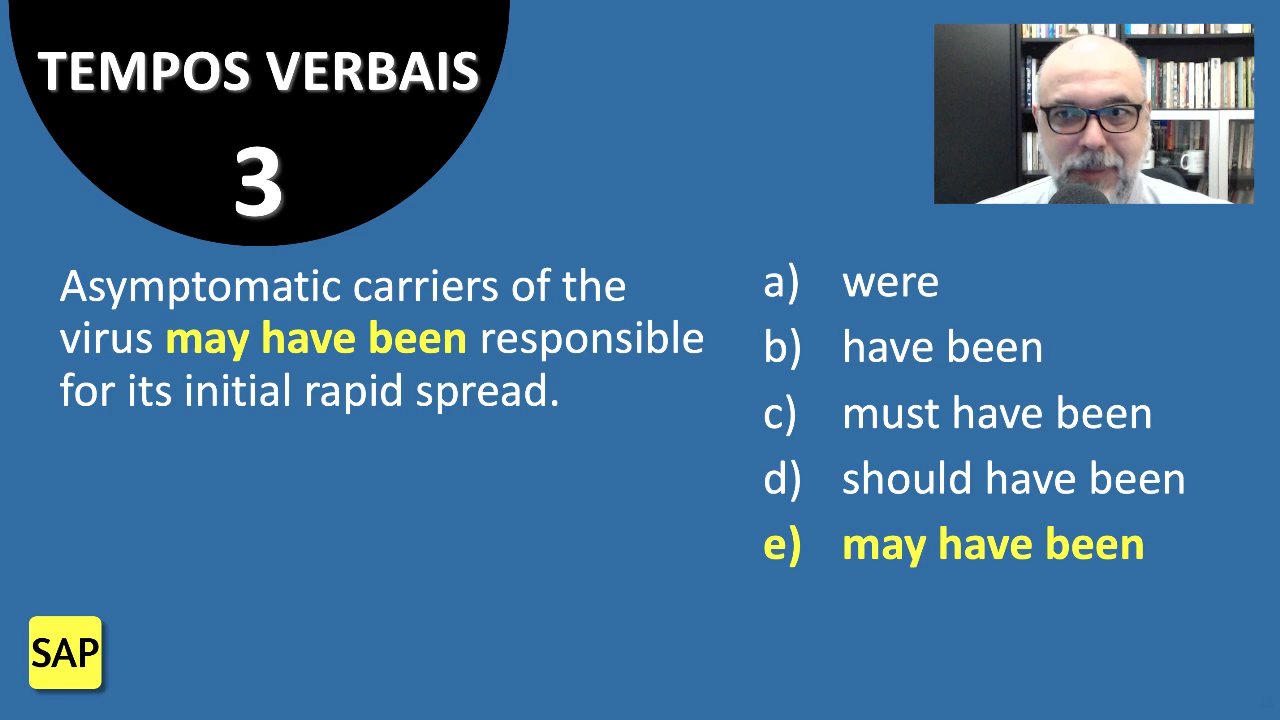 TEMPOS VERBAIS
3
Asymptomatic carriers of the
virus may have been responsible
for its initial rapid spread.
a) were
b) have been
c) must have been
d) should have been
e) may have been
SAP